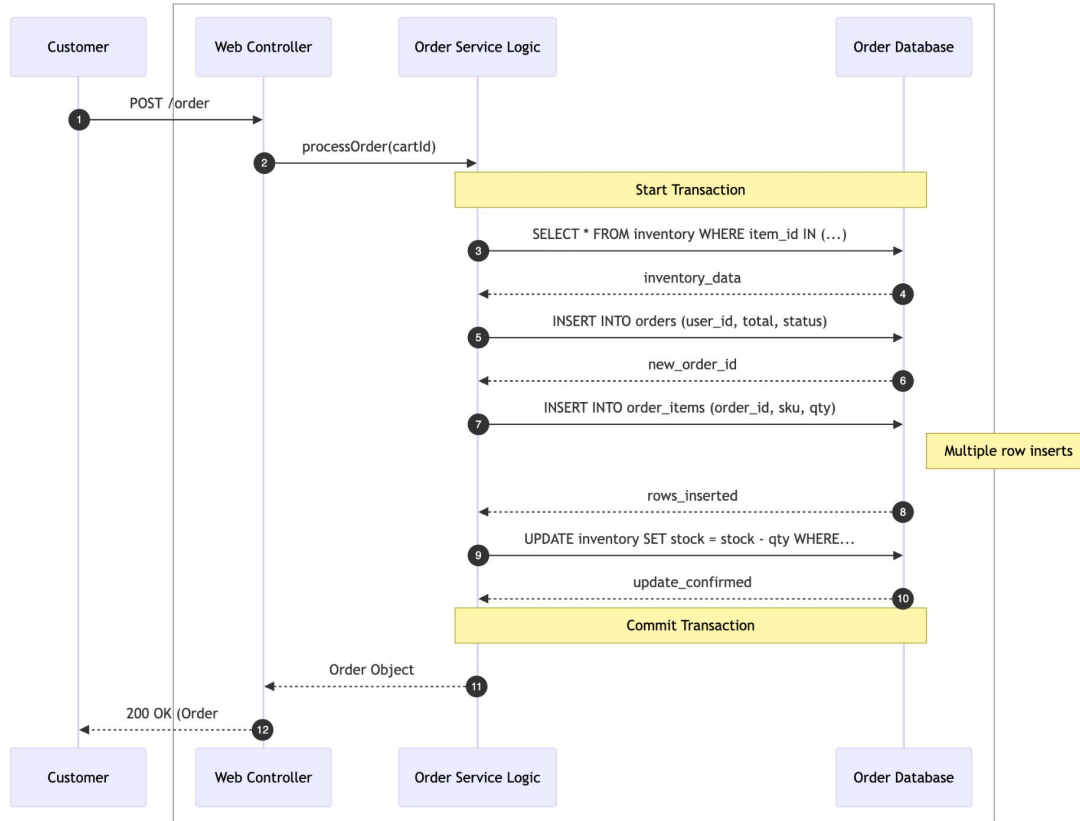 Customer
Web Controller
Order Service Logic
Order Database
POST /order
1
processOrder(cartId)
2
Start Transaction
SELECT * FROM inventory WHERE item_id IN (...)
3
inventory_data
4
INSERT INTO orders (user_id, total, status)
5
new_order_id
6
INSERT INTO order_items (order_id, sku, qty)
7
Multiple row inserts
rows_inserted
8
UPDATE inventory SET stock = stock - qty WHERE...
9
update_confirmed
10
Commit Transaction
Order Object
11
200 OK (Order
12
Customer
Web Controller
Order Service Logic
Order Database